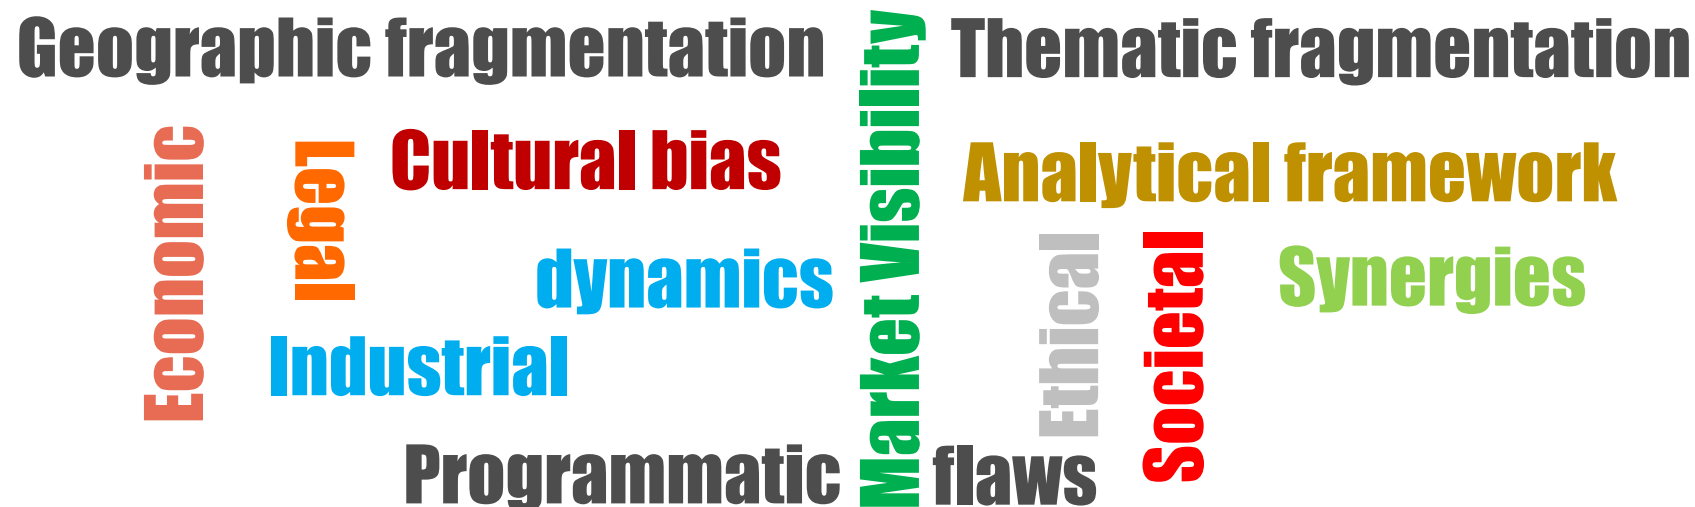 Geographic fragmentation
Thematic fragmentation
Market Visibility
Economic
Legal
Cultural bias
Analytical framework
dynamics
Industrial
Ethical
Societal
Synergies
Programmatic
flaws